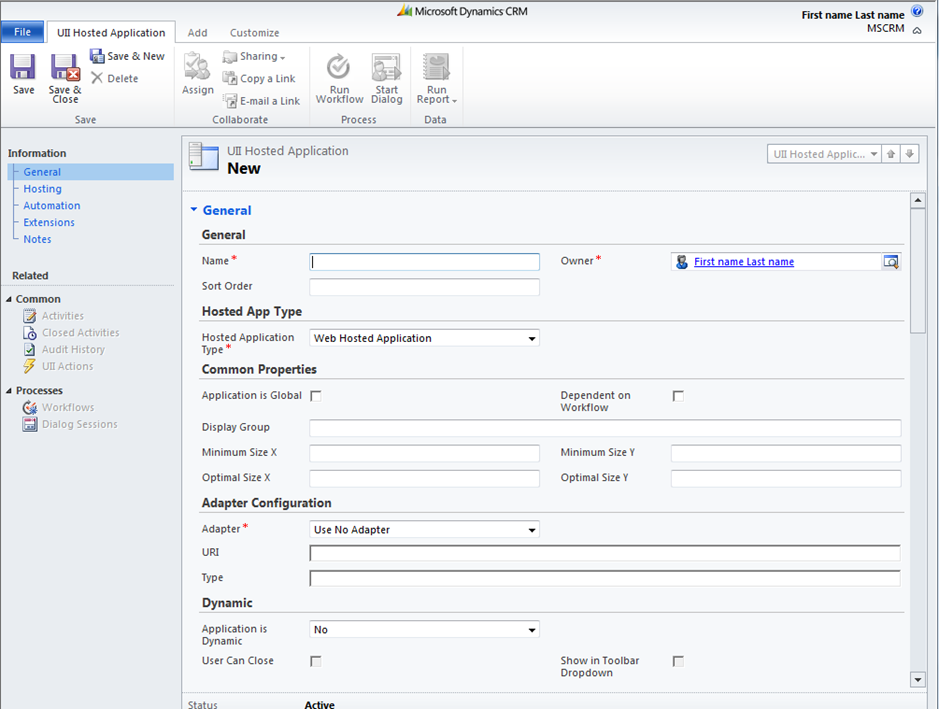 Microsoft Dynamics CRM
First name Last name
MSCRM
File
UII Hosted Application
Add
Customize
Save
Save & Close
Save & New
Delete
Save
Assign
Sharing
Copy a Link
E-mail a Link
Collaborate
Run Workflow
Start Dialog
Process
Run Report
Data
Information
General
Hosting
Automation
Extensions
Notes
Related
Common
Activities
Closed Activities
Audit History
UII Actions
Processes
Workflows
Dialog Sessions
UII Hosted Application
New
UII Hosted Applic...
General
General
Name *
Owner *
First name Last name
Sort Order
Hosted App Type
Hosted Application
Type *
Web Hosted Application
Common Properties
Application is Global
Dependent on
Workflow
Display Group
Minimum Size X
Minimum Size Y
Optimal Size X
Optimal Size Y
Adapter Configuration
Adapter *
Use No Adapter
URI
Type
Dynamic
Application is
Dynamic
No
User Can Close
Show in Toolbar
Dropdown
Status
Active